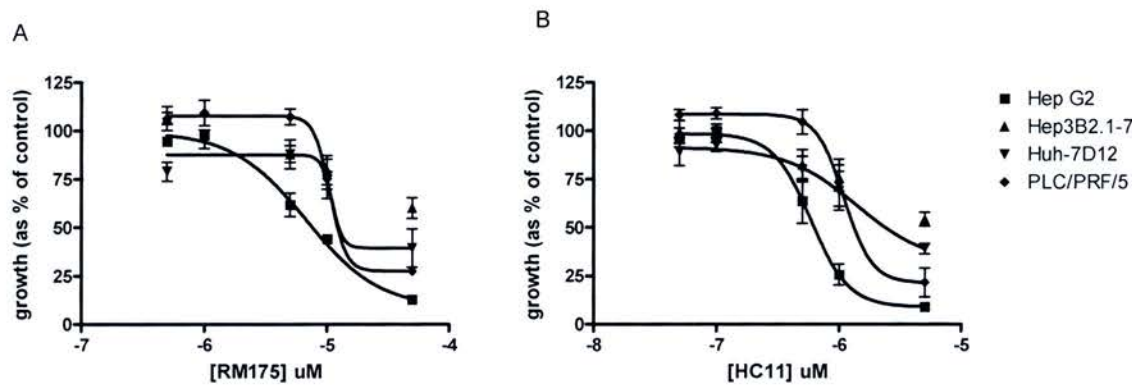 A
growth (as % of control)
125
100
75
50
25
0
-7
-6
-5
-4
[RM175] uM
B
growth (as % of control)
125
100
75
50
25
0
-8
-7
-6
-5
[HC11] uM
Hep G2
Hep3B2.1-7
Huh-7D12
PLC/PRF/5